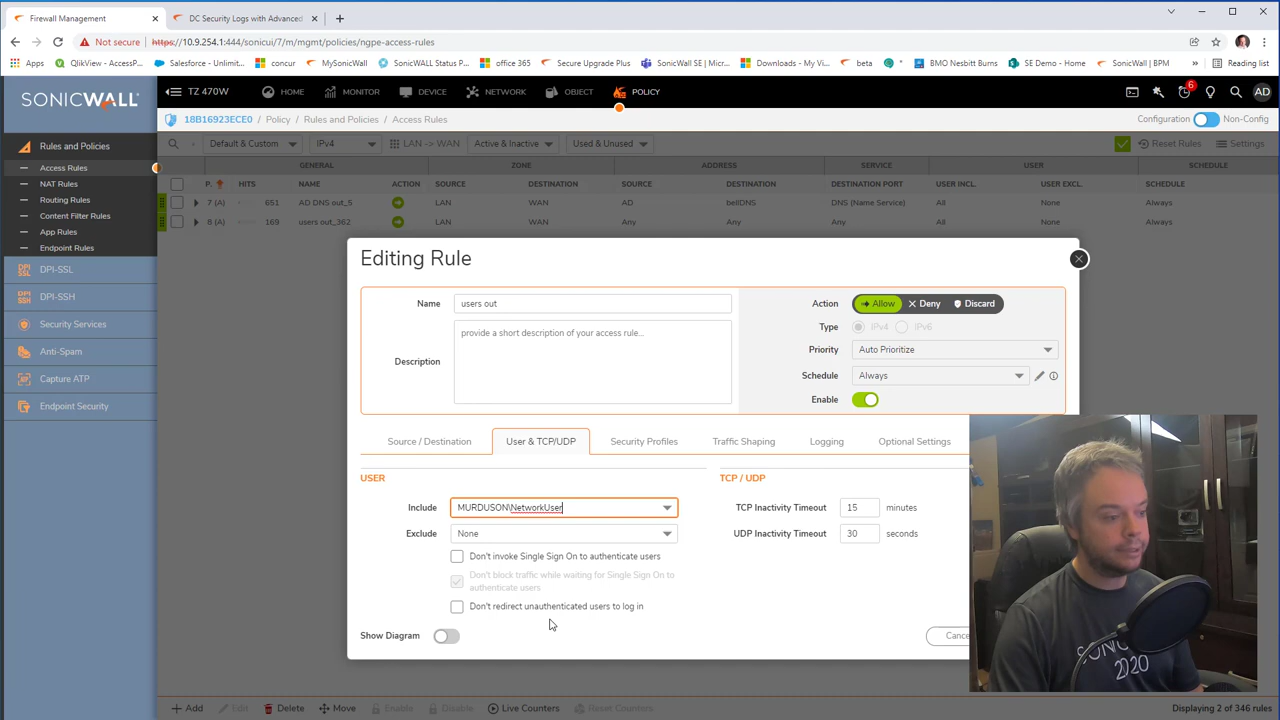 Firewall Management
DC Security Logs with Advanced
Not secure https://10.9.254.1:444/sonicui/7/m/mgmt/policies/ngpe-access-rules
Apps QlikView - AccessP... Salesforce - Unlimit... concur MySonicWall SonicWALL Status P... office 365 Secure Upgrade Plus SonicWall SE | Micro... Downloads - My Vi... beta BMO Nesbitt Burns SE Demo - Home SonicWall | BPM Reading list
SONICWALL
TZ 470W HOME MONITOR DEVICE NETWORK OBJECT POLICY 6 AD
18B16923ECE0 / Policy / Rules and Policies / Access Rules Configuration Non-Config
Rules and Policies
Access Rules
NAT Rules
Routing Rules
Content Filter Rules
App Rules
Endpoint Rules
DPI-SSL
DPI-SSH
Security Services
Anti-Spam
Capture ATP
Endpoint Security
Default & Custom IPv4 LAN -> WAN Active & Inactive Used & Unused Reset Rules Settings
GENERAL ZONE ADDRESS SERVICE USER SCHEDULE
P. HITS NAME ACTION SOURCE DESTINATION SOURCE DESTINATION DESTINATION PORT USER INCL. USER EXCL. SCHEDULE
7 (A) 651 AD DNS out_5 LAN WAN AD bellDNS DNS (Name Service) All None Always
8 (A) 169 users out_362 LAN WAN Any Any Any All None Always
Editing Rule
Name users out
provide a short description of your access rule...
Description
Action Allow Deny Discard
Type IPv4 IPv6
Priority Auto Prioritize
Schedule Always
Enable
Source / Destination User & TCP/UDP Security Profiles Traffic Shaping Logging Optional Settings
USER
Include MURDUSON\NetworkUser
Exclude None
Don't invoke Single Sign On to authenticate users
Don't block traffic while waiting for Single Sign On to
authenticate users
Don't redirect unauthenticated users to log in
TCP / UDP
TCP Inactivity Timeout 15 minutes
UDP Inactivity Timeout 30 seconds
Show Diagram
2020
Add Edit Delete Move Enable Disable Live Counters Reset Counters Displaying 2 of 346 rules